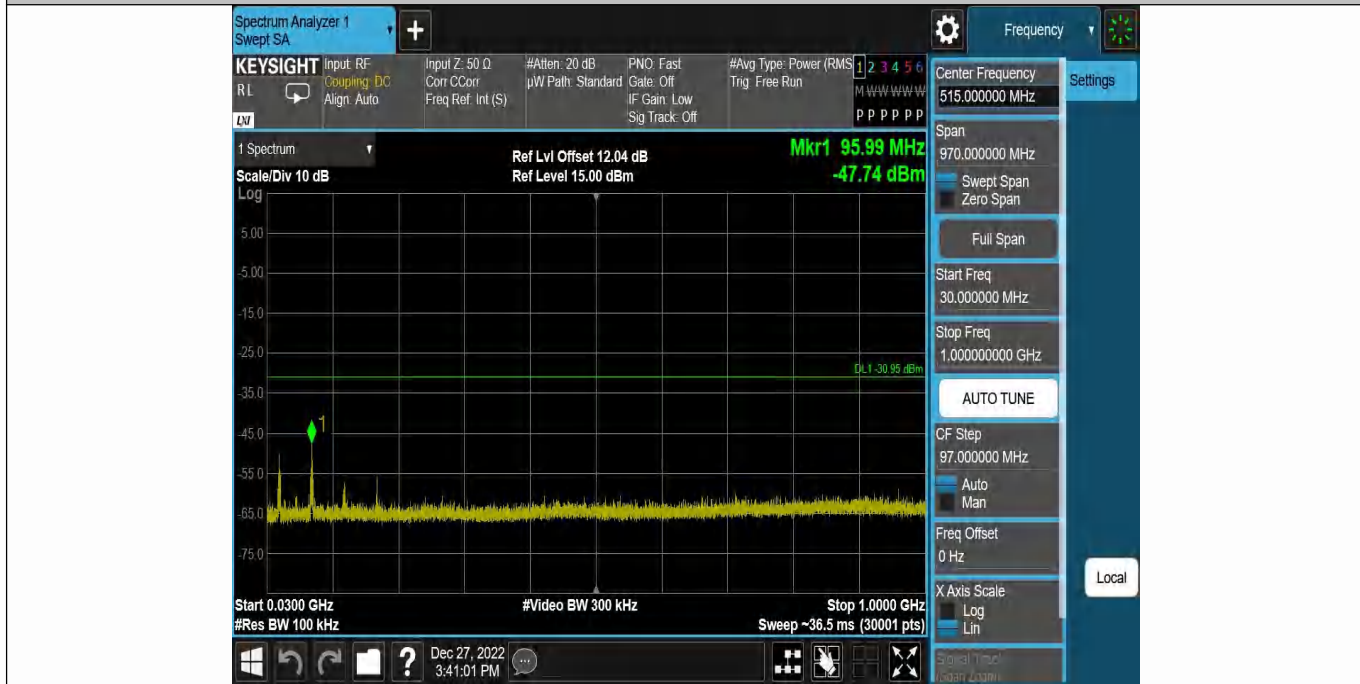 Spectrum Analyzer 1
Swept SA
+
Frequency
KEYSIGHT
RL
LXI
Input: RF
Coupling: DC
Align: Auto
Input Z: 50 Ω
Corr CCorr
Freq Ref: Int (S)
#Atten: 20 dB
µW Path: Standard
PNO: Fast
Gate: Off
IF Gain: Low
Sig Track: Off
#Avg Type: Power (RMS
Trig: Free Run
1 2 3 4 5 6
M W W W W W
P P P P P P
1 Spectrum
Scale/Div 10 dB
Ref Lvl Offset 12.04 dB
Ref Level 15.00 dBm
Mkr1 95.99 MHz
-47.74 dBm
Log
5.00
-5.00
-15.0
-25.0
DL1 -30.95 dBm
-35.0
1
-45.0
-55.0
-65.0
-75.0
Start 0.0300 GHz
#Res BW 100 kHz
#Video BW 300 kHz
Stop 1.0000 GHz
Sweep ~36.5 ms (30001 pts)
?
Dec 27, 2022
3:41:01 PM
Center Frequency
515.000000 MHz
Settings
Span
970.000000 MHz
Swept Span
Zero Span
Full Span
Start Freq
30.000000 MHz
Stop Freq
1.000000000 GHz
AUTO TUNE
CF Step
97.000000 MHz
Auto
Man
Freq Offset
0 Hz
X Axis Scale
Log
Lin
Local